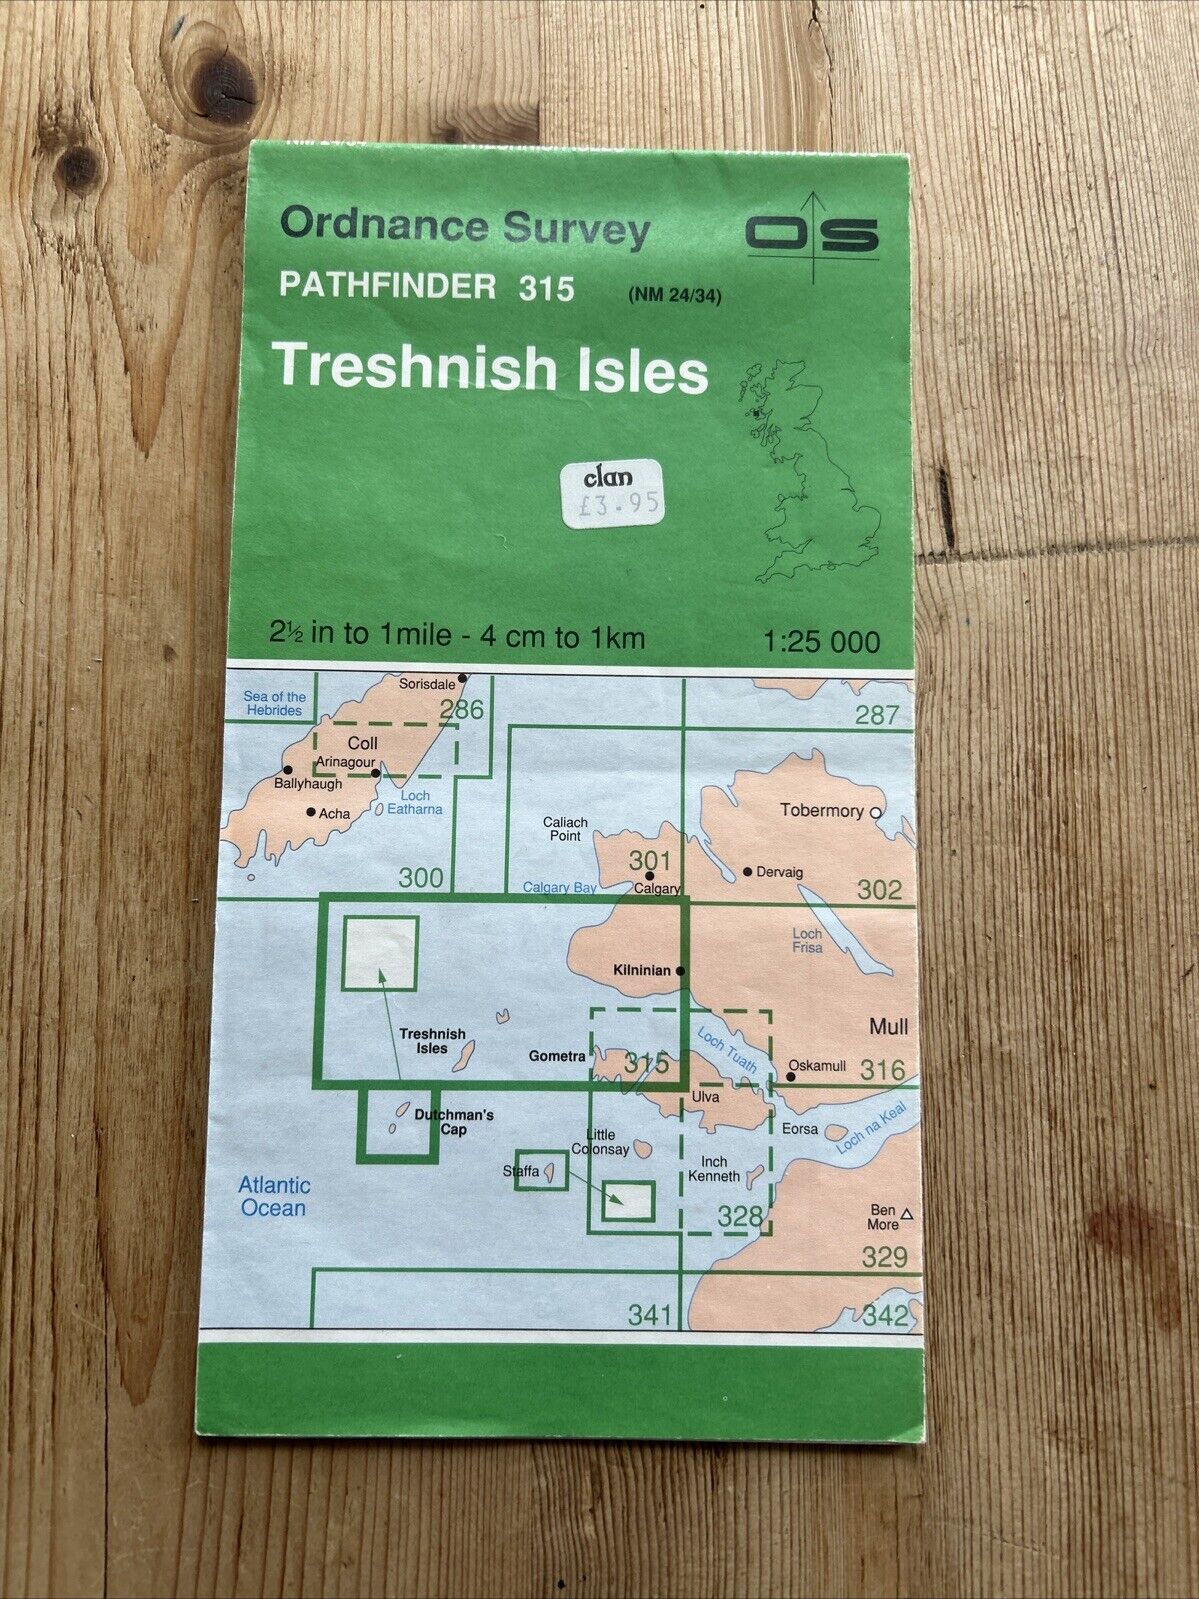 Ordnance Survey
OS
PATHFINDER 315 (NM 24/34)
Treshnish Isles
clan
£3.95
2½ in to 1mile - 4 cm to 1km 1:25 000
Sorisdale
Sea of the
Hebrides
286
287
Coll
Arinagour
Ballyhaugh
Loch
Eatharna
Acha
Tobermory
Caliach
Point
301
Dervaig
300
Calgary Bay
Calgary
302
Loch
Frisa
Kilninian
Mull
Treshnish
Isles
Gometra
315
Loch Tuath
Oskamull
316
Ulva
Dutchman's
Cap
Little
Colonsay
Eorsa
Loch na Keal
Staffa
Inch
Kenneth
Atlantic
Ocean
328
Ben
More
329
341
342